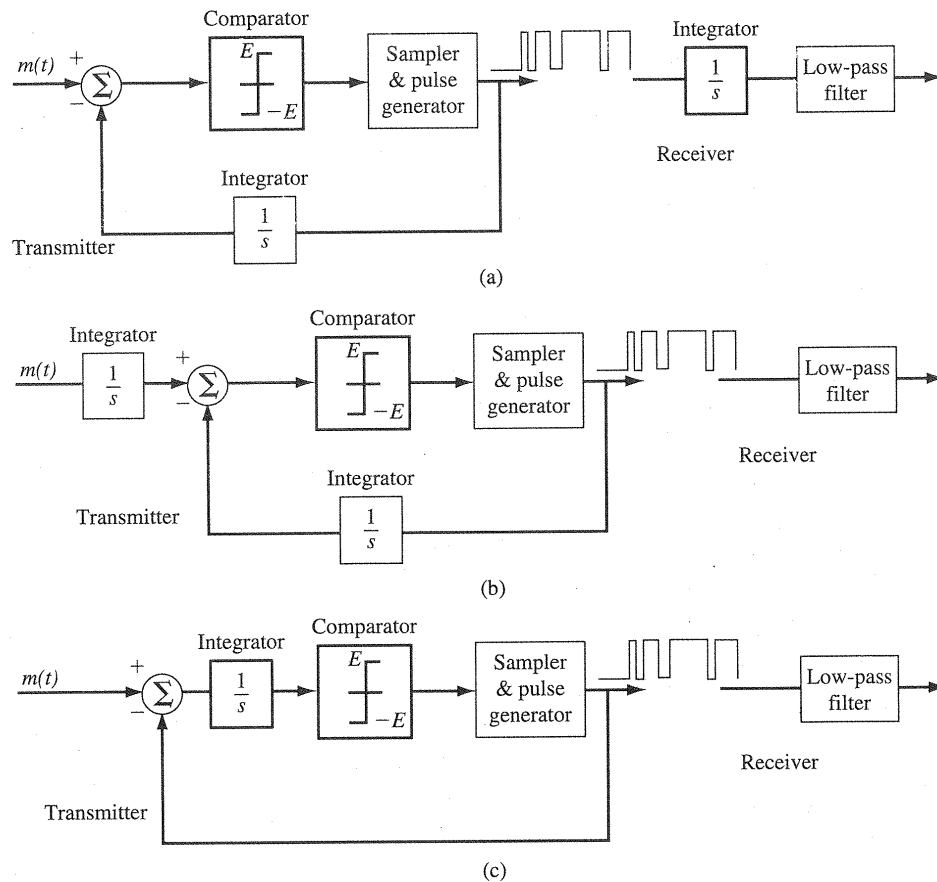 Comparator
Integrator
m(t)
+
−
Σ
E
−E
Sampler
& pulse
generator
1
s
Low-pass
filter
Receiver
Integrator
1
s
Transmitter
(a)
Integrator
Comparator
m(t)
1
s
+
−
Σ
E
−E
Sampler
& pulse
generator
Low-pass
filter
Receiver
Integrator
1
s
Transmitter
(b)
Integrator
Comparator
m(t)
+
−
Σ
1
s
E
−E
Sampler
& pulse
generator
Low-pass
filter
Receiver
Transmitter
(c)